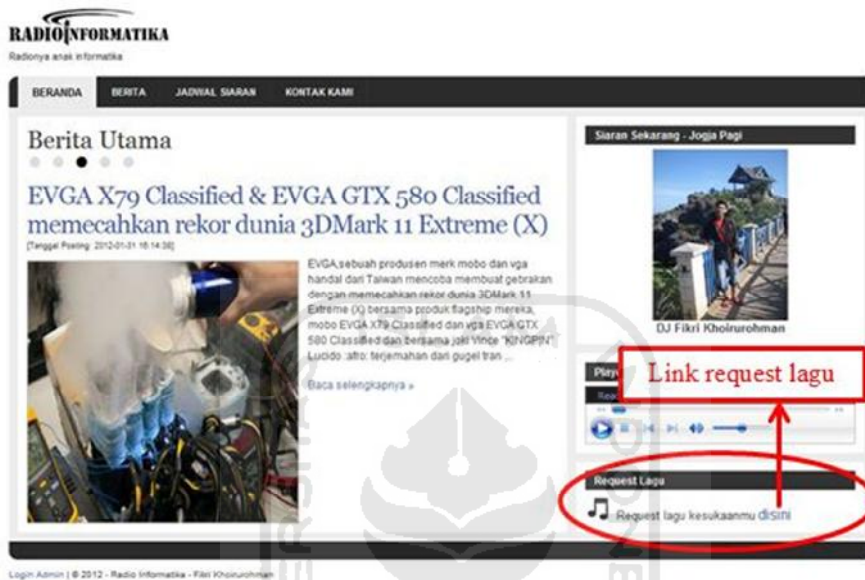 RADIOINFORMATIKA
Radionya anak informatika
BERANDA BERITA JADWAL SIARAN KONTAK KAMI
Berita Utama
EVGA X79 Classified & EVGA GTX 580 Classified
memecahkan rekor dunia 3DMark 11 Extreme (X)
[Tanggal Posting: 2012-01-31 16:14:38]
EVGA,sebuah produsen merk mobo dan vga
handal dari Taiwan mencoba membuat gebrakan
dengan memecahkan rekor dunia 3DMark 11
Extreme (X) bersama produk flagship mereka,
mobo EVGA X79 Classified dan vga EVGA GTX
580 Classified dan bersama joki Vince "KINGPIN"
Lucido :afro: terjemahan dari gugel tran ...
Baca selengkapnya »
Siaran Sekarang - Jogja Pagi
DJ Fikri Khoirurohman
Link request lagu
Request Lagu
Request lagu kesukaanmu disini
Login Admin | © 2012 - Radio Informatika - Fikri Khoirurohman